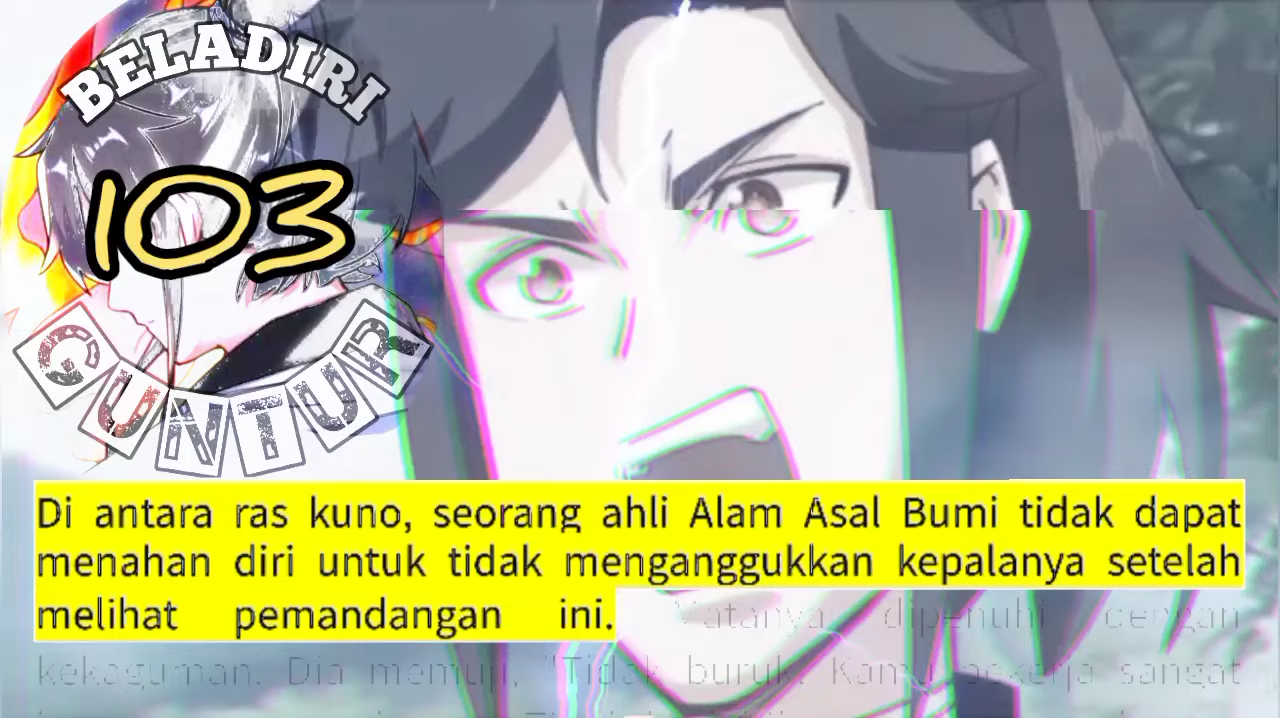 BELADIRI
103
GUNTUR
Di antara ras kuno, seorang ahli Alam Asal Bumi tidak dapat
menahan diri untuk tidak menganggukkan kepalanya setelah
melihat pemandangan ini. Matanya dipenuhi dengan
kekaguman. Dia memuji, "Tidak buruk. Kamu bekerja sangat